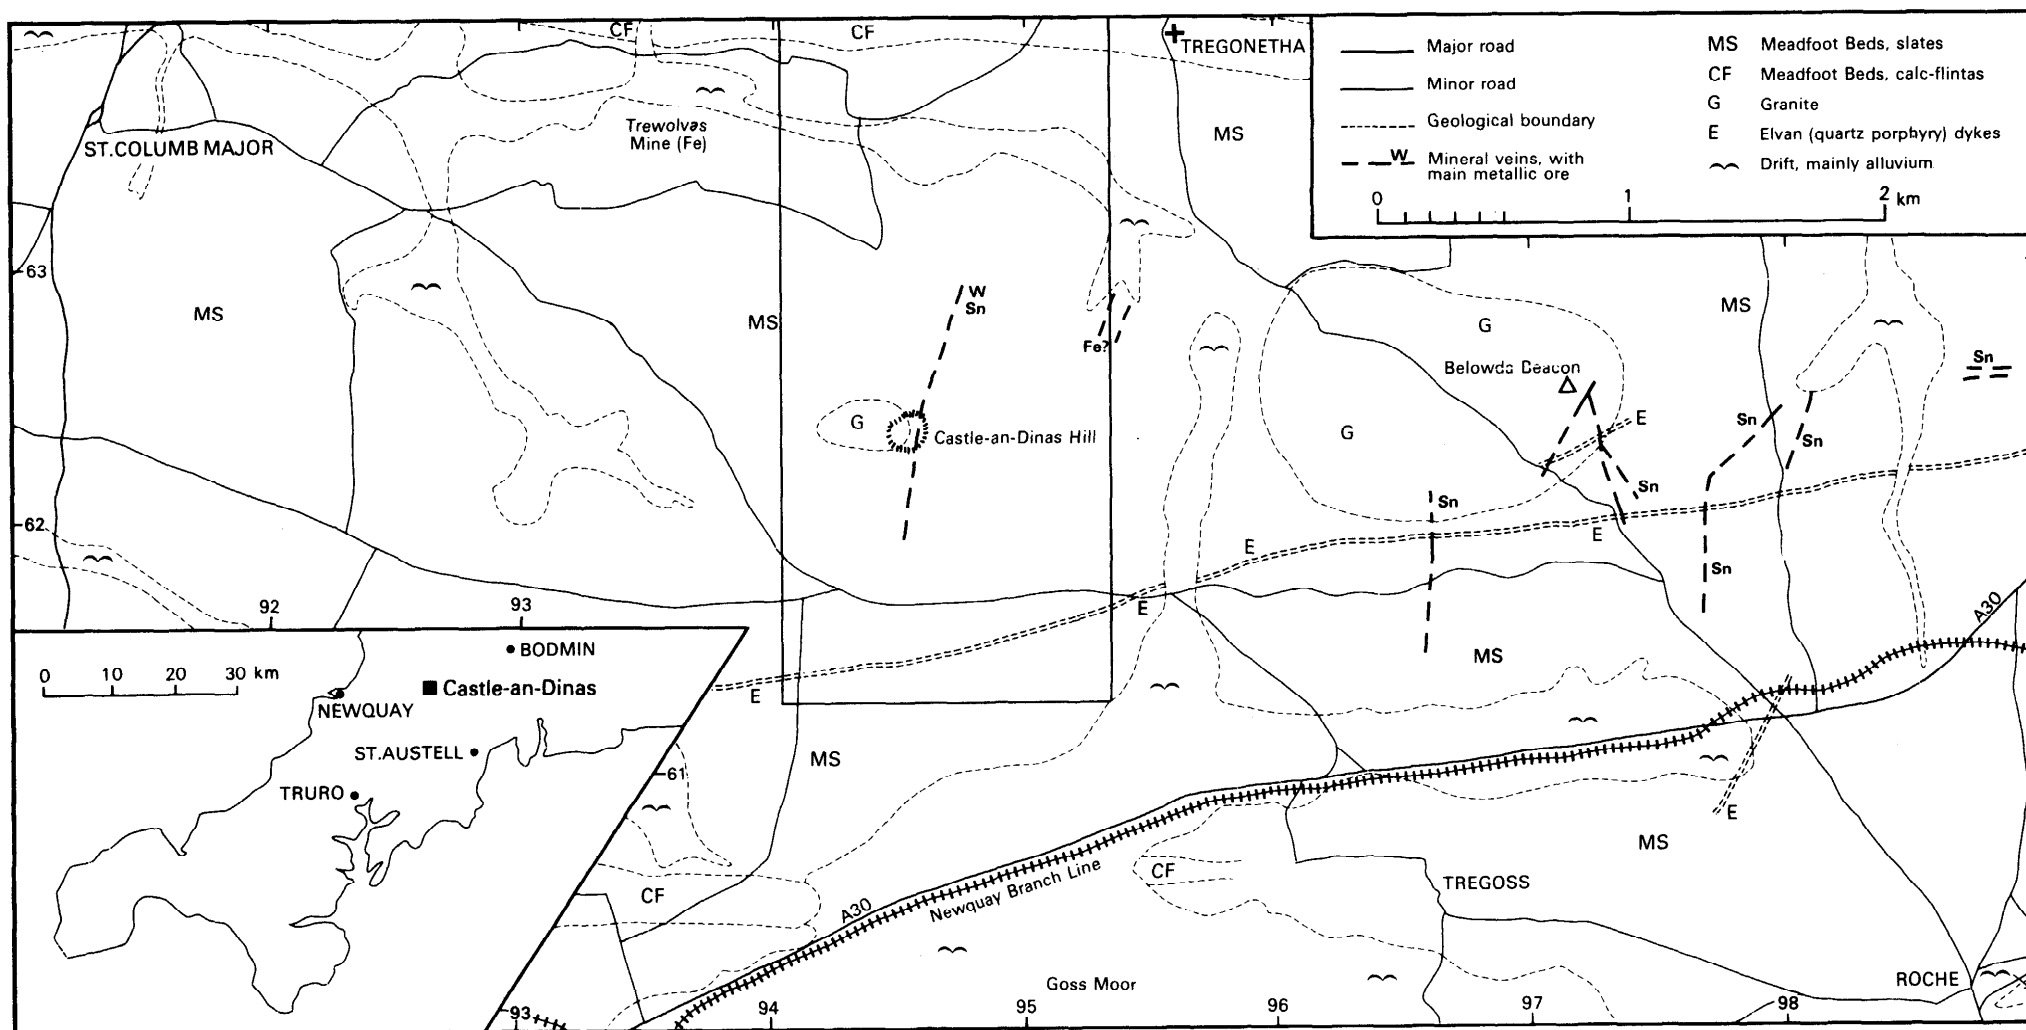 CF
CF
TREGONETHA
Major road
Minor road
Geological boundary
W
Mineral veins, with
main metallic ore
0 1 2 km
MS Meadfoot Beds, slates
CF Meadfoot Beds, calc-flintas
G Granite
E Elvan (quartz porphyry) dykes
Drift, mainly alluvium
ST.COLUMB MAJOR
Trewolvas
Mine (Fe)
MS
63
MS
MS
W
Sn
Fe?
G
Castle-an-Dinas Hill
G
MS
Belowda Beacon
Sn
G
E
Sn
Sn
Sn
Sn
62
E
E
Sn
92
93
E
A30
MS
E
0 10 20 30 km
BODMIN
Castle-an-Dinas
NEWQUAY
ST.AUSTELL
TRURO
61
MS
E
MS
CF
CF
TREGOSS
A30
Newquay Branch Line
Goss Moor
ROCHE
93
94
95
96
97
98